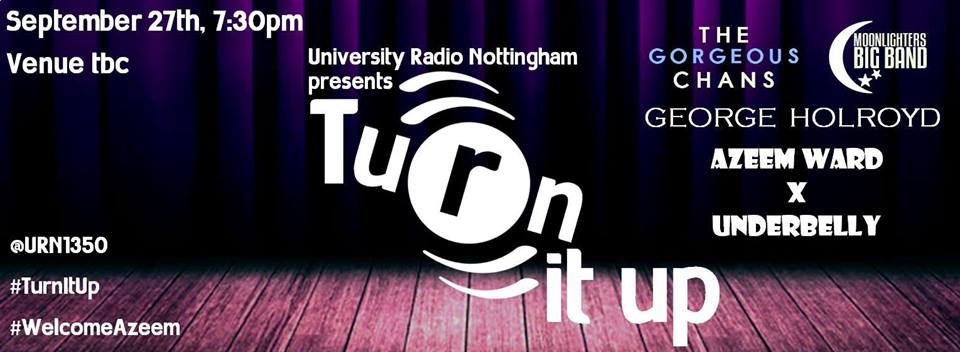 September 27th, 7:30pm
Venue tbc
University Radio Nottingham
presents
Turn
it up
THE
GORGEOUS
CHANS
MOONLIGHTERS
BIG BAND
GEORGE HOLROYD
AZEEM WARD
X
UNDERBELLY
@URN1350
#TurnItUp
#WelcomeAzeem